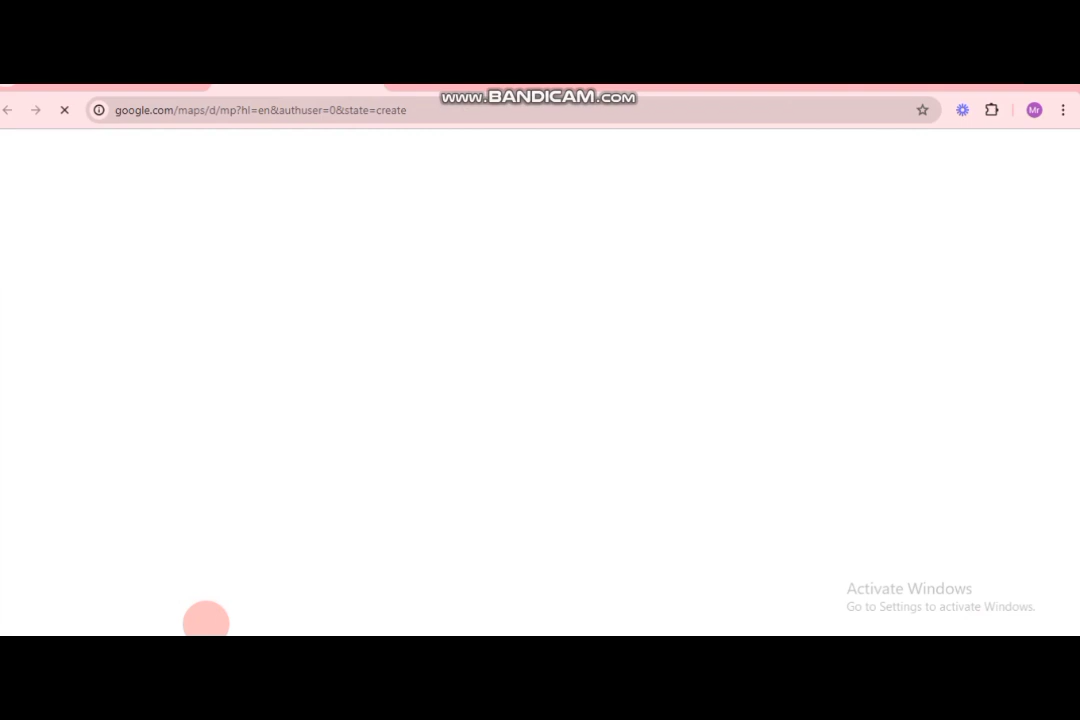 www.BANDICAM.com
google.com/maps/d/mp?hl=en&authuser=0&state=create
Mr
Activate Windows
Go to Settings to activate Windows.